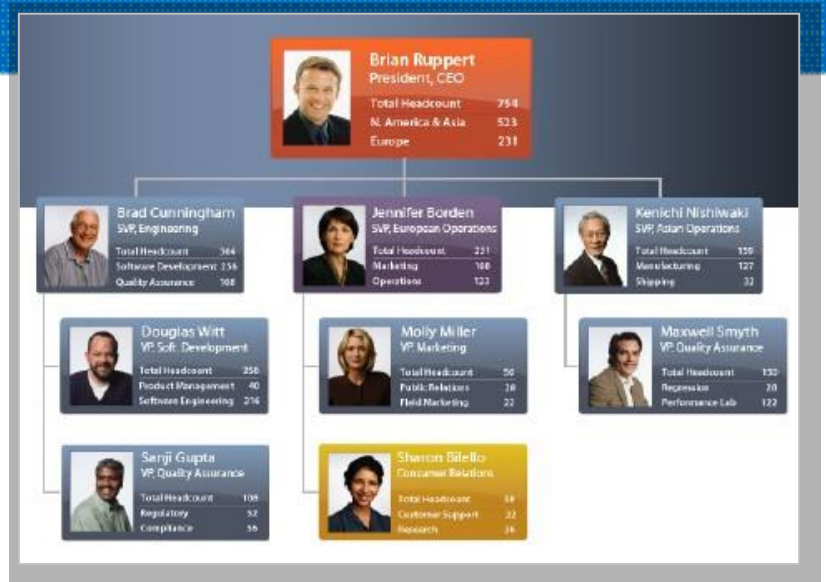 Brian Ruppert
President, CEO
Total Headcount 754
N. America & Asia 523
Europe 231
Brad Cunningham
SVP, Engineering
Total Headcount 364
Software Development 256
Quality Assurance 108
Jennifer Borden
SVP, European Operations
Total Headcount 231
Marketing 108
Operations 123
Kenichi Nishiwaki
SVP, Asian Operations
Total Headcount 159
Manufacturing 127
Shipping 32
Douglas Witt
VP, Soft. Development
Total Headcount 256
Product Management 40
Software Engineering 216
Molly Miller
VP, Marketing
Total Headcount 50
Public Relations 28
Field Marketing 22
Maxwell Smyth
VP, Quality Assurance
Total Headcount
Regression
Performance Lab 122
Sanji Gupta
VP, Quality Assurance
Total Headcount 108
Regulatory 52
Compliance 56
Sharon Bilello
Consumer Relations
Total Headcount 58
Customer Support 22
Research 36